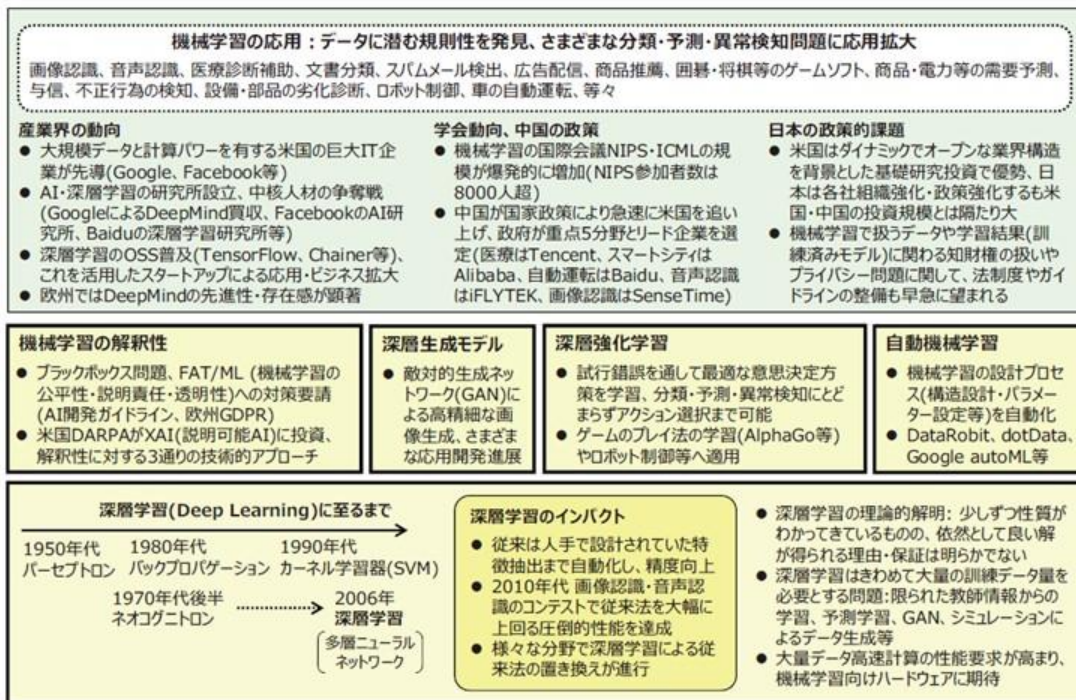 機械学習の応用：データに潜む規則性を発見、さまざまな分類・予測・異常検知問題に応用拡大
画像認識、音声認識、医療診断補助、文書分類、スパムメール検出、広告配信、商品推薦、囲碁・将棋等のゲームソフト、商品・電力等の需要予測、
与信、不正行為の検知、設備・部品の劣化診断、ロボット制御、車の自動運転、等々
産業界の動向
● 大規模データと計算パワーを有する米国の巨大IT企
業が先導(Google、Facebook等)
● AI・深層学習の研究所設立、中核人材の争奪戦
(GoogleによるDeepMind買収、FacebookのAI研
究所、Baiduの深層学習研究所等)
● 深層学習のOSS普及(TensorFlow、Chainer等)、
これを活用したスタートアップによる応用・ビジネス拡大
● 欧州ではDeepMindの先進性・存在感が顕著
学会動向、中国の政策
● 機械学習の国際会議NIPS・ICMLの規
模が爆発的に増加(NIPS参加者数は
8000人超)
● 中国が国家政策により急速に米国を追い
上げ、政府が重点5分野とリード企業を選
定(医療はTencent、スマートシティは
Alibaba、自動運転はBaidu、音声認識
はiFLYTEK、画像認識はSenseTime)
日本の政策的課題
● 米国はダイナミックでオープンな業界構造
を背景とした基礎研究投資で優勢、日
本は各社組織強化・政策強化するも米
国・中国の投資規模とは隔たり大
● 機械学習で扱うデータや学習結果(訓
練済みモデル)に関わる知財権の扱いや
プライバシー問題に関して、法制度やガイ
ドラインの整備も早急に望まれる
機械学習の解釈性
● ブラックボックス問題、FAT/ML (機械学習の
公平性・説明責任・透明性)への対策要請
(AI開発ガイドライン、欧州GDPR)
● 米国DARPAがXAI(説明可能AI)に投資、
解釈性に対する3通りの技術的アプローチ
深層生成モデル
● 敵対的生成ネッ
トワーク(GAN)に
よる高精細な画
像生成、さまざま
な応用開発進展
深層強化学習
● 試行錯誤を通して最適な意思決定方
策を学習、分類・予測・異常検知にとど
まらずアクション選択まで可能
● ゲームのプレイ法の学習(AlphaGo等)
やロボット制御等へ適用
自動機械学習
● 機械学習の設計プロセ
ス(構造設計・パラメー
ター設定等)を自動化
● DataRobit、dotData、
Google autoML等
深層学習(Deep Learning)に至るまで
1950年代
パーセプトロン
1980年代
バックプロパゲーション
1990年代
カーネル学習器(SVM)
1970年代後半
ネオコグニトロン
2006年
深層学習
多層ニューラル
ネットワーク
深層学習のインパクト
● 従来は人手で設計されていた特
徴抽出まで自動化し、精度向上
● 2010年代 画像認識・音声認
識のコンテストで従来法を大幅に
上回る圧倒的性能を達成
● 様々な分野で深層学習による従
来法の置き換えが進行
● 深層学習の理論的解明: 少しずつ性質が
わかってきているものの、依然として良い解
が得られる理由・保証は明らかでない
● 深層学習はきわめて大量の訓練データ量を
必要とする問題:限られた教師情報からの
学習、予測学習、GAN、シミュレーションに
よるデータ生成等
● 大量データ高速計算の性能要求が高まり、
機械学習向けハードウェアに期待